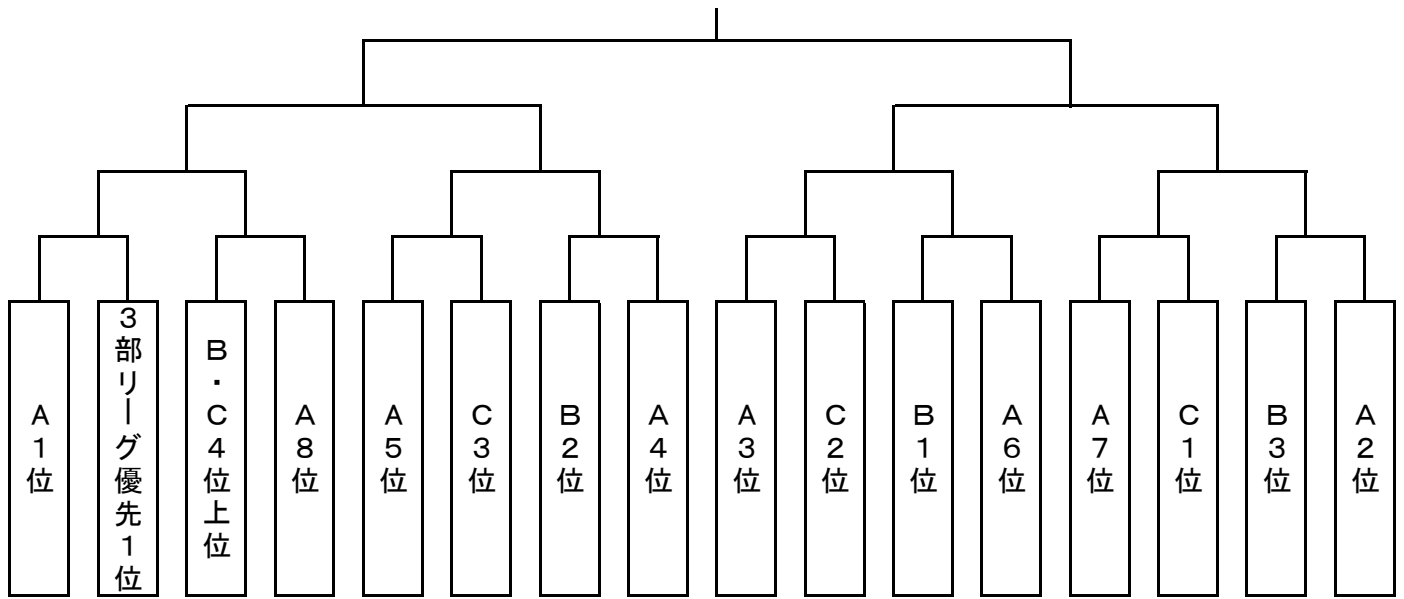 A1位
3部リーグ優先1位
B・C4位上位
A8位
A5位
C3位
B2位
A4位
A3位
C2位
B1位
A6位
A7位
C1位
B3位
A2位